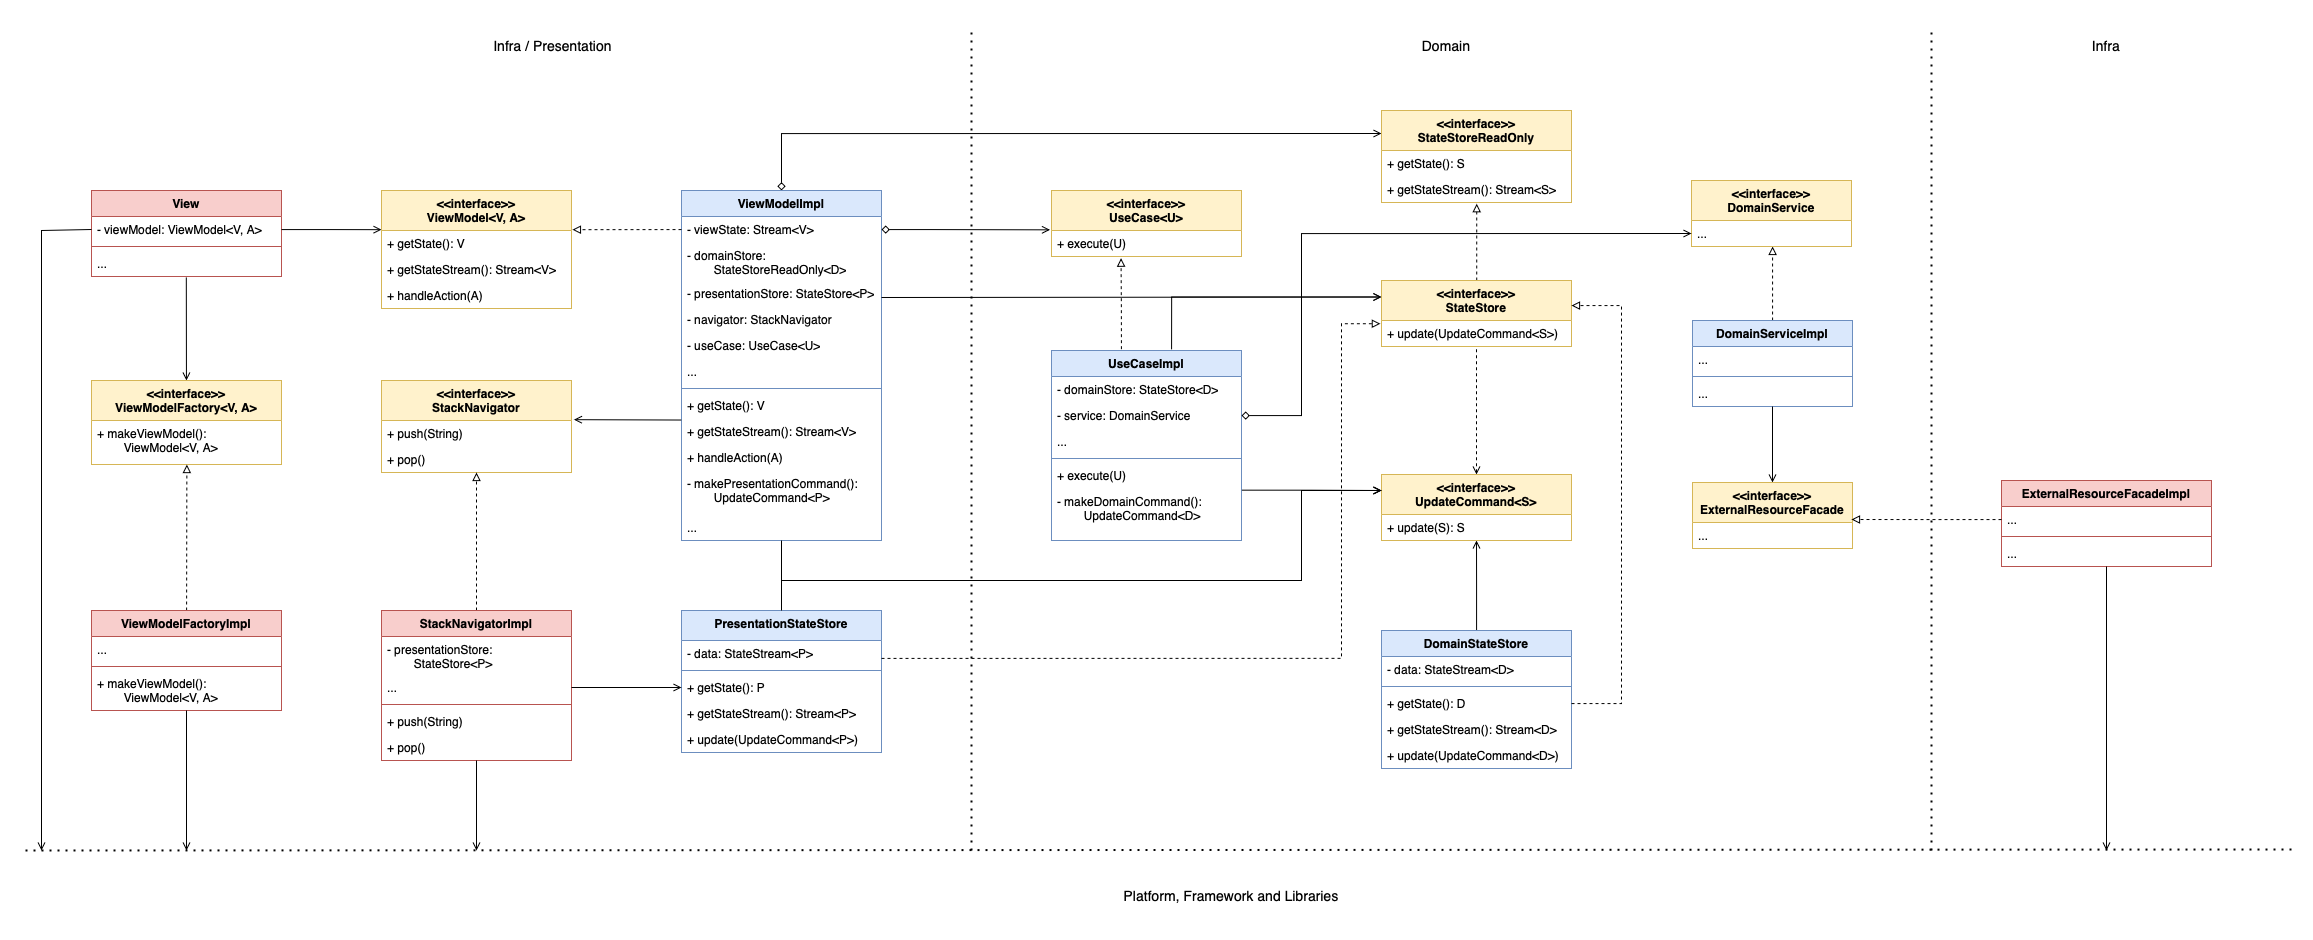 Infra / Presentation
Domain
Infra
View
- viewModel: ViewModel<V, A>
...
<<interface>>
ViewModel<V, A>
+ getState(): V
+ getStateStream(): Stream<V>
+ handleAction(A)
ViewModelImpl
- viewState: Stream<V>
- domainStore:
StateStoreReadOnly<D>
- presentationStore: StateStore<P>
- navigator: StackNavigator
- useCase: UseCase<U>
...
+ getState(): V
+ getStateStream(): Stream<V>
+ handleAction(A)
- makePresentationCommand():
UpdateCommand<P>
...
<<interface>>
ViewModelFactory<V, A>
+ makeViewModel():
ViewModel<V, A>
<<interface>>
StackNavigator
+ push(String)
+ pop()
ViewModelFactoryImpl
...
+ makeViewModel():
ViewModel<V, A>
StackNavigatorImpl
- presentationStore:
StateStore<P>
...
+ push(String)
+ pop()
PresentationStateStore
- data: StateStream<P>
+ getState(): P
+ getStateStream(): Stream<P>
+ update(UpdateCommand<P>)
<<interface>>
UseCase<U>
+ execute(U)
UseCaseImpl
- domainStore: StateStore<D>
- service: DomainService
...
+ execute(U)
- makeDomainCommand():
UpdateCommand<D>
<<interface>>
StateStoreReadOnly
+ getState(): S
+ getStateStream(): Stream<S>
<<interface>>
StateStore
+ update(UpdateCommand<S>)
<<interface>>
UpdateCommand<S>
+ update(S): S
DomainStateStore
- data: StateStream<D>
+ getState(): D
+ getStateStream(): Stream<D>
+ update(UpdateCommand<D>)
<<interface>>
DomainService
...
DomainServiceImpl
...
...
<<interface>>
ExternalResourceFacade
...
ExternalResourceFacadeImpl
...
...
Platform, Framework and Libraries